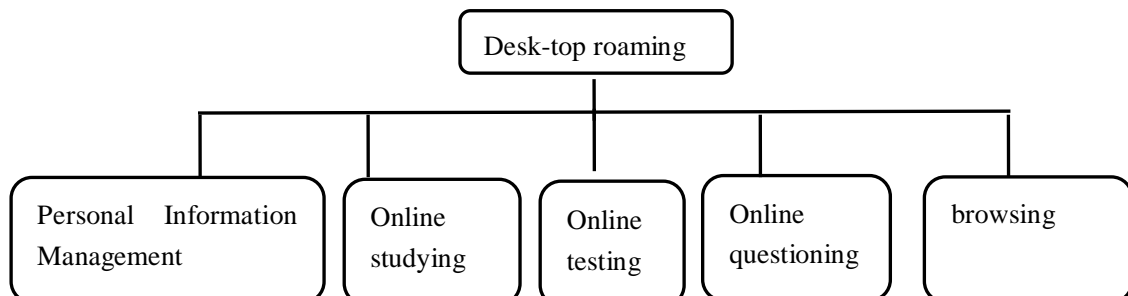 Desk-top roaming
Personal Information
Management
Online
studying
Online
testing
Online
questioning
browsing